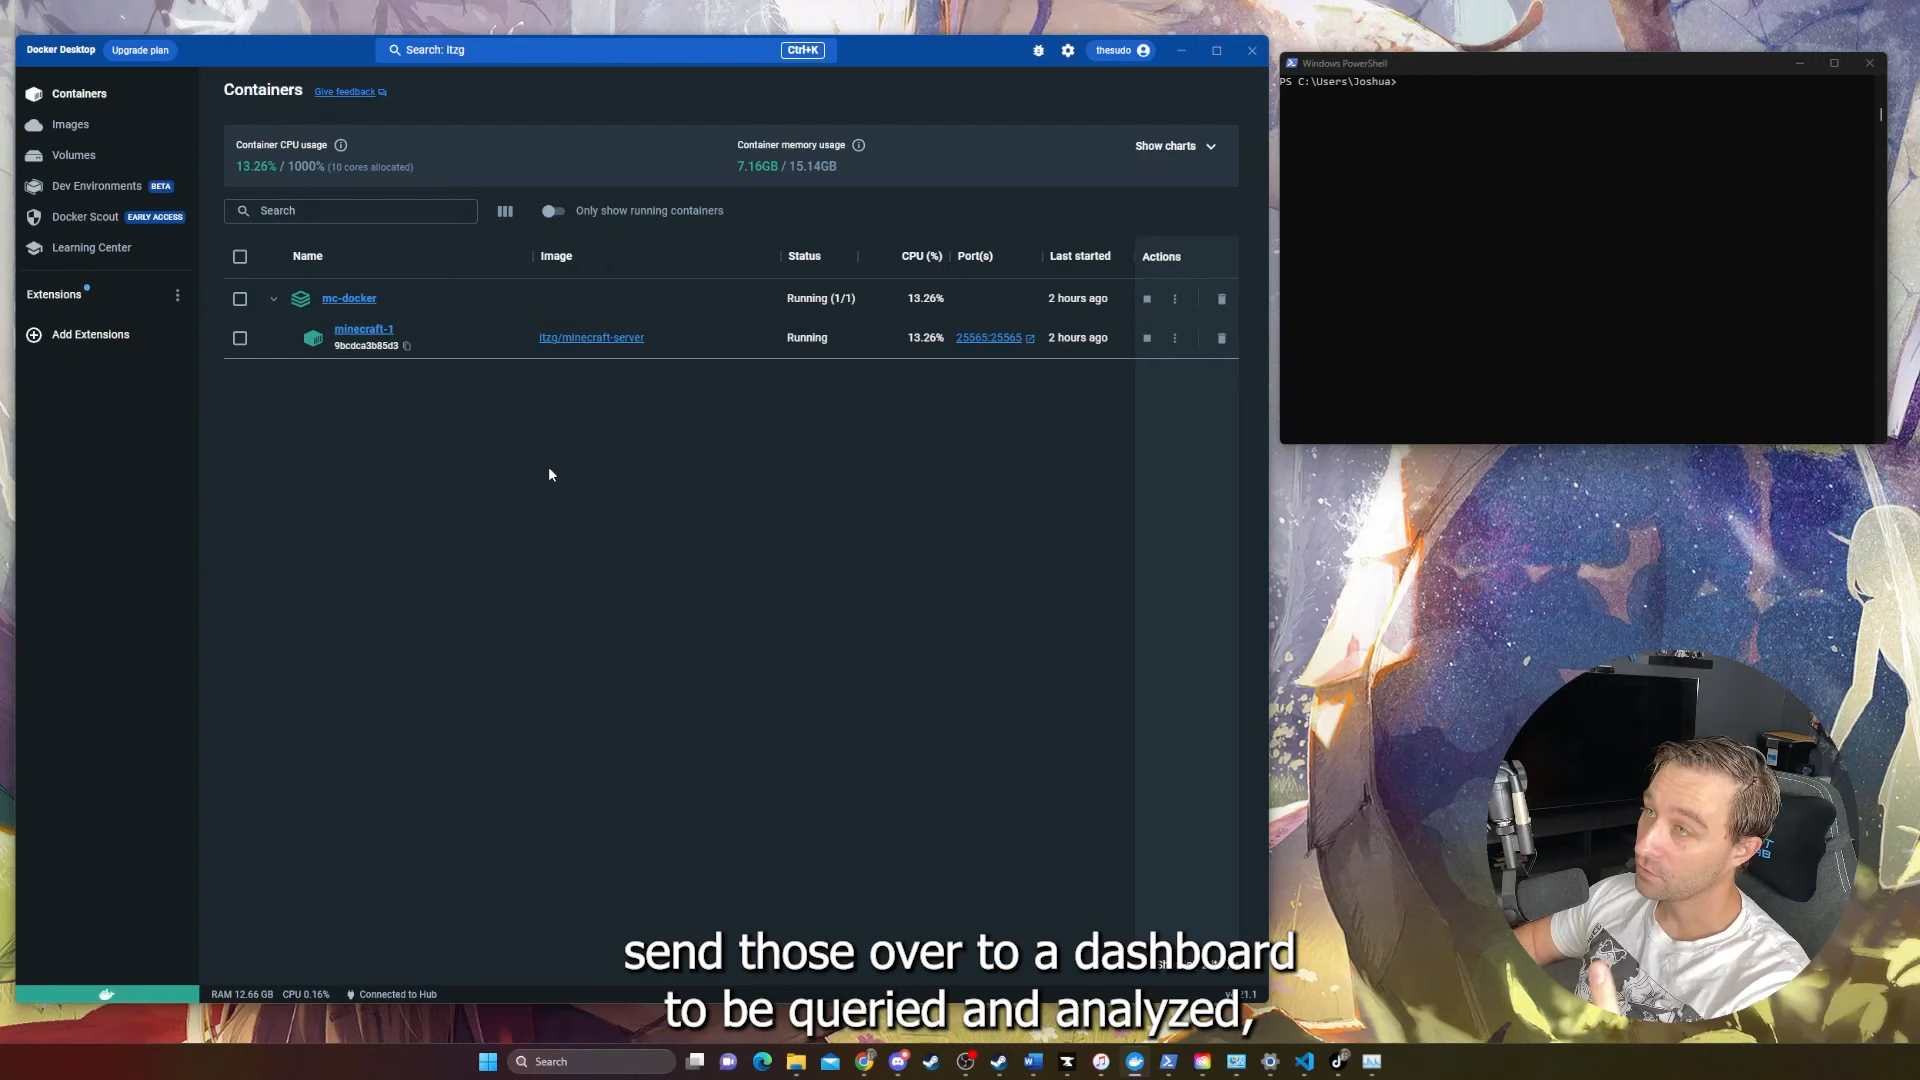 Docker Desktop Upgrade plan
Search: itzg Ctrl+K
thesudo
Containers
Images
Volumes
Dev Environments BETA
Docker Scout EARLY ACCESS
Learning Center
Extensions
Add Extensions
Containers Give feedback
Container CPU usage
13.26% / 1000% (10 cores allocated)
Container memory usage
7.16GB / 15.14GB
Show charts
Search
Only show running containers
Name Image Status CPU (%) Port(s) Last started Actions
mc-docker Running (1/1) 13.26% 2 hours ago
minecraft-1
9bcdca3b85d3
itzg/minecraft-server Running 13.26% 25565:25565 2 hours ago
RAM 12.66 GB CPU 0.16% Connected to Hub
Windows PowerShell
PS C:\Users\Joshua>
send those over to a dashboard
to be queried and analyzed,
Search